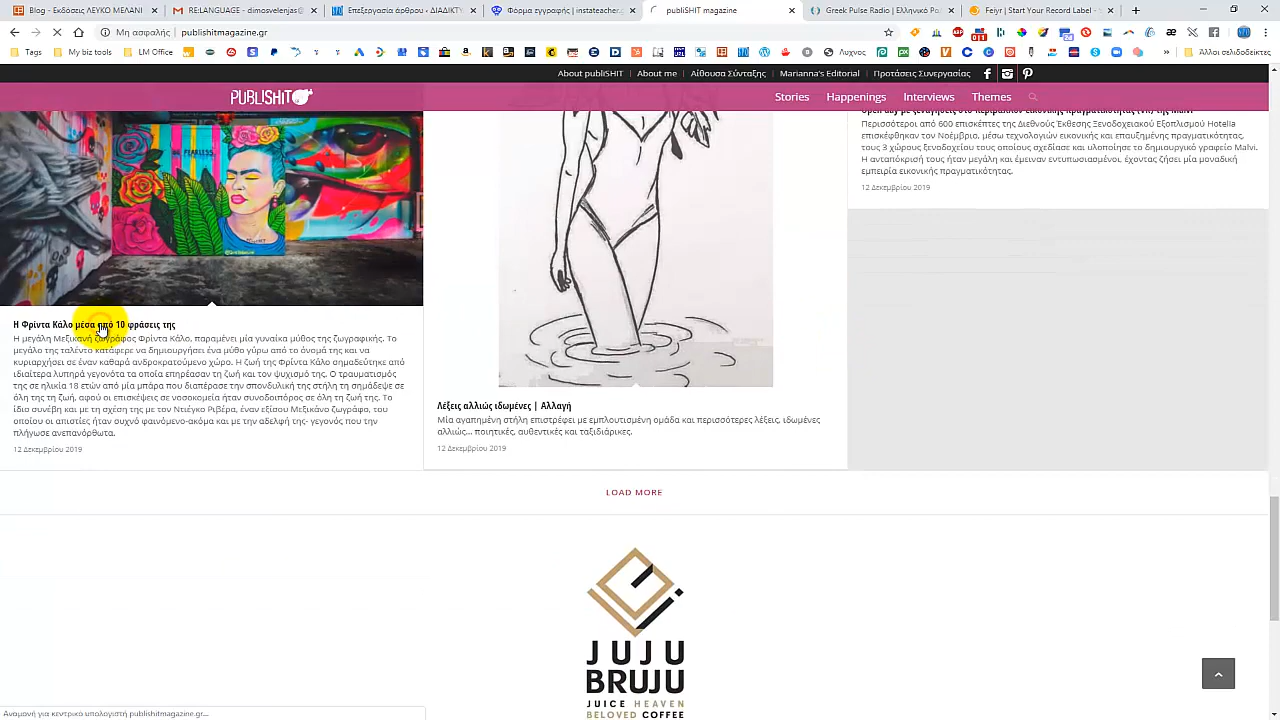 Blog - Εκδόσεις ΛΕΥΚΟ ΜΕΛΑΝΙ
RELANGUAGE - dimosvelenjas@
Επεξεργασία άρθρου ‹ ΔΙΑΔΙΚΤΥ
Φόρμα εγγραφής | insteacher.g
publiSHIT magazine
Greek Pulse Radio | Ελληνικό Ρο
Feiyr | Start Your Record Label -
Μη ασφαλής | publishitmagazine.gr
Tags
My biz tools
LM Office
Λυχνος
Άλλοι σελιδοδείκτες
About publiSHIT | About me | Αίθουσα Σύνταξης | Marianna's Editorial | Προτάσεις Συνεργασίας
PUBLISHIT
Stories Happenings Interviews Themes
Περισσότεροι από 600 επισκέπτες της Διεθνούς Έκθεσης Ξενοδοχειακού Εξοπλισμού Hotelia
επισκέφθηκαν τον Νοέμβριο, μέσω τεχνολογιών εικονικής και επαυξημένης πραγματικότητας,
τους 3 χώρους ξενοδοχείου τους οποίους σχεδίασε και υλοποίησε το δημιουργικό γραφείο Malvi.
Η ανταπόκρισή τους ήταν μεγάλη και έμειναν εντυπωσιασμένοι, έχοντας ζήσει μία μοναδική
εμπειρία εικονικής πραγματικότητας.
12 Δεκεμβρίου 2019
Η Φρίντα Κάλο μέσα από 10 φράσεις της
Η μεγάλη Μεξικανή ζωγράφος Φρίντα Κάλο, παραμένει μία γυναίκα μύθος της ζωγραφικής. Το
μεγάλο της ταλέντο κατάφερε να δημιουργήσει ένα μύθο γύρω από το όνομά της και να
κυριαρχήσει σε έναν καθαρά ανδροκρατούμενο χώρο. Η ζωή της Φρίντα Κάλο σημαδεύτηκε από
ιδιαίτερα λυπηρά γεγονότα τα οποία επηρέασαν τη ζωή και τον ψυχισμό της. Ο τραυματισμός
της σε ηλικία 18 ετών από μία μπάρα που διαπέρασε την σπονδυλική της στήλη τη σημάδεψε σε
όλη της τη ζωή, αφού οι επισκέψεις σε νοσοκομεία ήταν συνοδοιπόρος σε όλη τη ζωή της. Το
ίδιο συνέβη και με τη σχέση της με τον Ντιέγκο Ριβέρα, έναν εξίσου Μεξικάνο ζωγράφο, του
οποίου οι απιστίες ήταν συχνό φαινόμενο-ακόμα και με την αδελφή της- γεγονός που την
πλήγωσε ανεπανόρθωτα.
12 Δεκεμβρίου 2019
Λέξεις αλλιώς ιδωμένες | Αλλαγή
Μία αγαπημένη στήλη επιστρέφει με εμπλουτισμένη ομάδα και περισσότερες λέξεις, ιδωμένες
αλλιώς... ποιητικές, αυθεντικές και ταξιδιάρικες.
12 Δεκεμβρίου 2019
LOAD MORE
JUJU
BRUJU
JUICE HEAVEN
BELOVED COFFEE
Αναμονή για κεντρικό υπολογιστή publishitmagazine.gr...